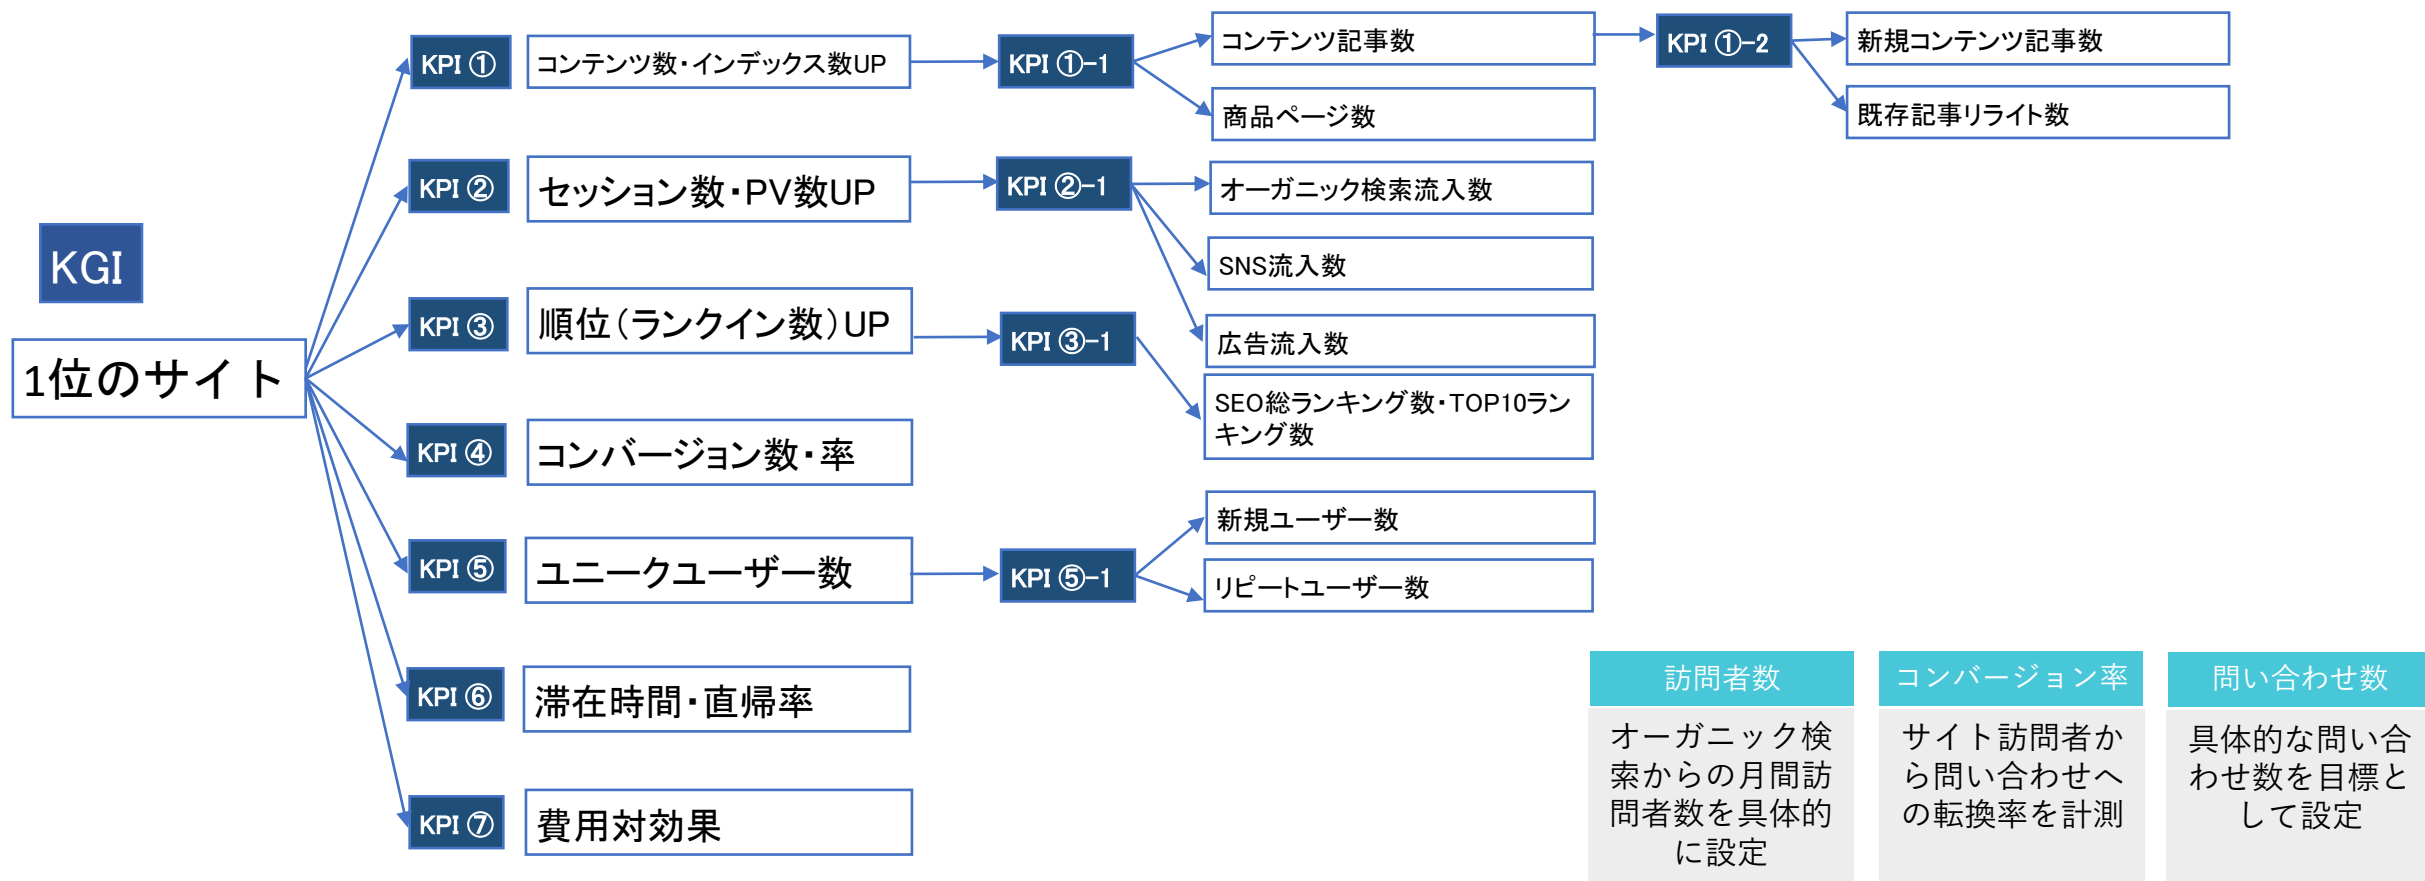 KGI
1位のサイト
KPI ①
コンテンツ数・インデックス数UP
KPI ①-1
コンテンツ記事数
商品ページ数
KPI ①-2
新規コンテンツ記事数
既存記事リライト数
KPI ②
セッション数・PV数UP
KPI ②-1
オーガニック検索流入数
SNS流入数
広告流入数
KPI ③
順位（ランクイン数）UP
KPI ③-1
SEO総ランキング数・TOP10ラン
キング数
KPI ④
コンバージョン数・率
KPI ⑤
ユニークユーザー数
KPI ⑤-1
新規ユーザー数
リピートユーザー数
KPI ⑥
滞在時間・直帰率
KPI ⑦
費用対効果
訪問者数
オーガニック検
索からの月間訪
問者数を具体的
に設定
コンバージョン率
サイト訪問者か
ら問い合わせへ
の転換率を計測
問い合わせ数
具体的な問い合
わせ数を目標と
して設定